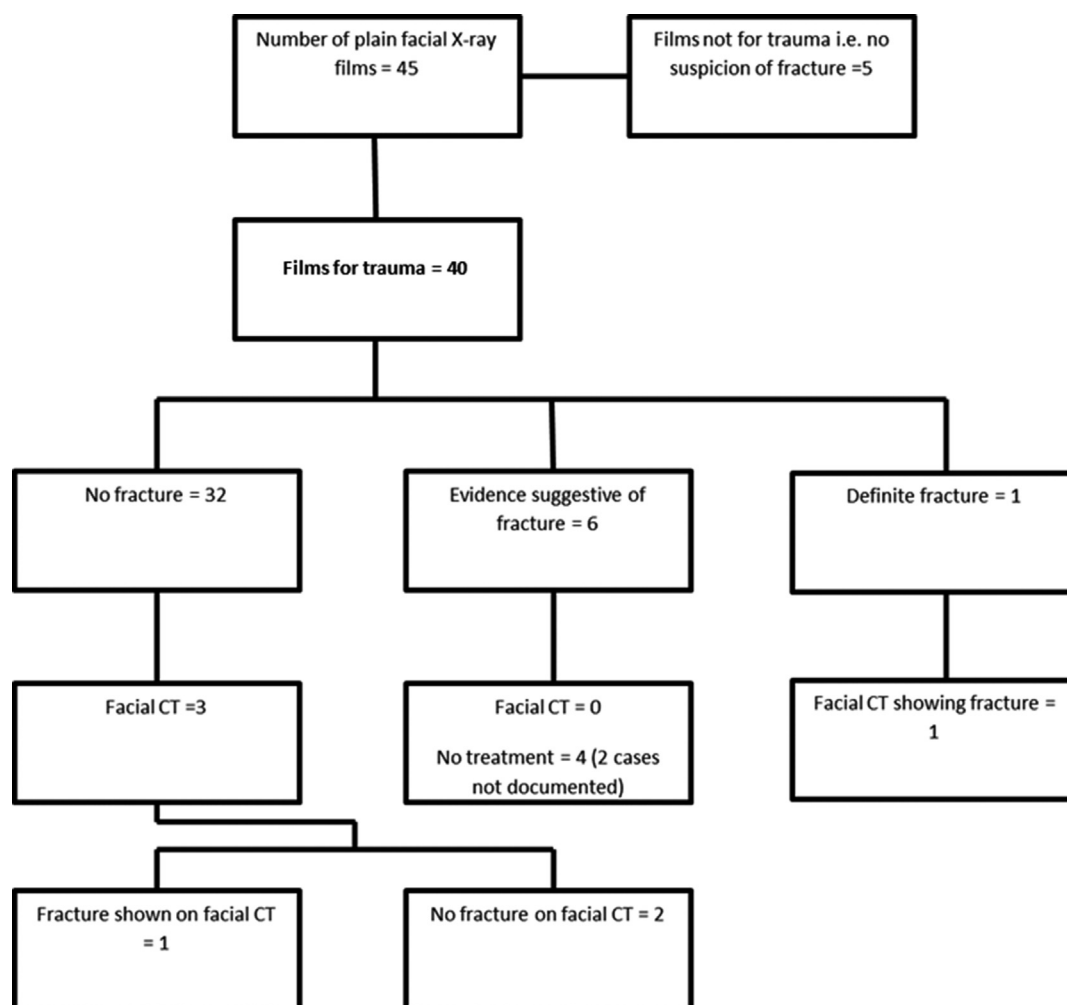 Number of plain facial X-ray
films = 45
Films not for trauma i.e. no
suspicion of fracture =5
Films for trauma = 40
No fracture = 32
Evidence suggestive of
fracture = 6
Definite fracture = 1
Facial CT =3
Facial CT = 0
No treatment = 4 (2 cases
not documented)
Facial CT showing fracture =
1
Fracture shown on facial CT
= 1
No fracture on facial CT = 2